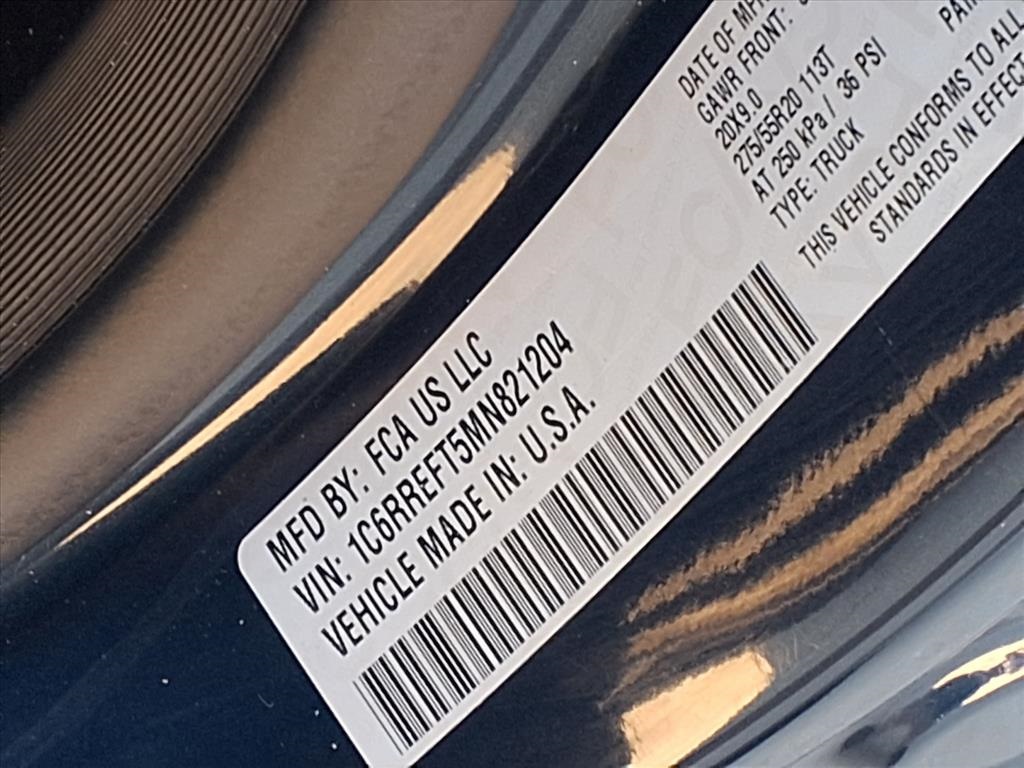 MFD BY: FCA US LLC
VIN: 1C6RREFT5MN821204
VEHICLE MADE IN: U.S.A.
DATE OF
GAWR FRONT:
20X9.0
275/55R20 113T
AT 250 kPa / 36 PSI
TYPE: TRUCK
THIS VEHICLE CONFORMS TO ALL
STANDARDS IN EFFECT